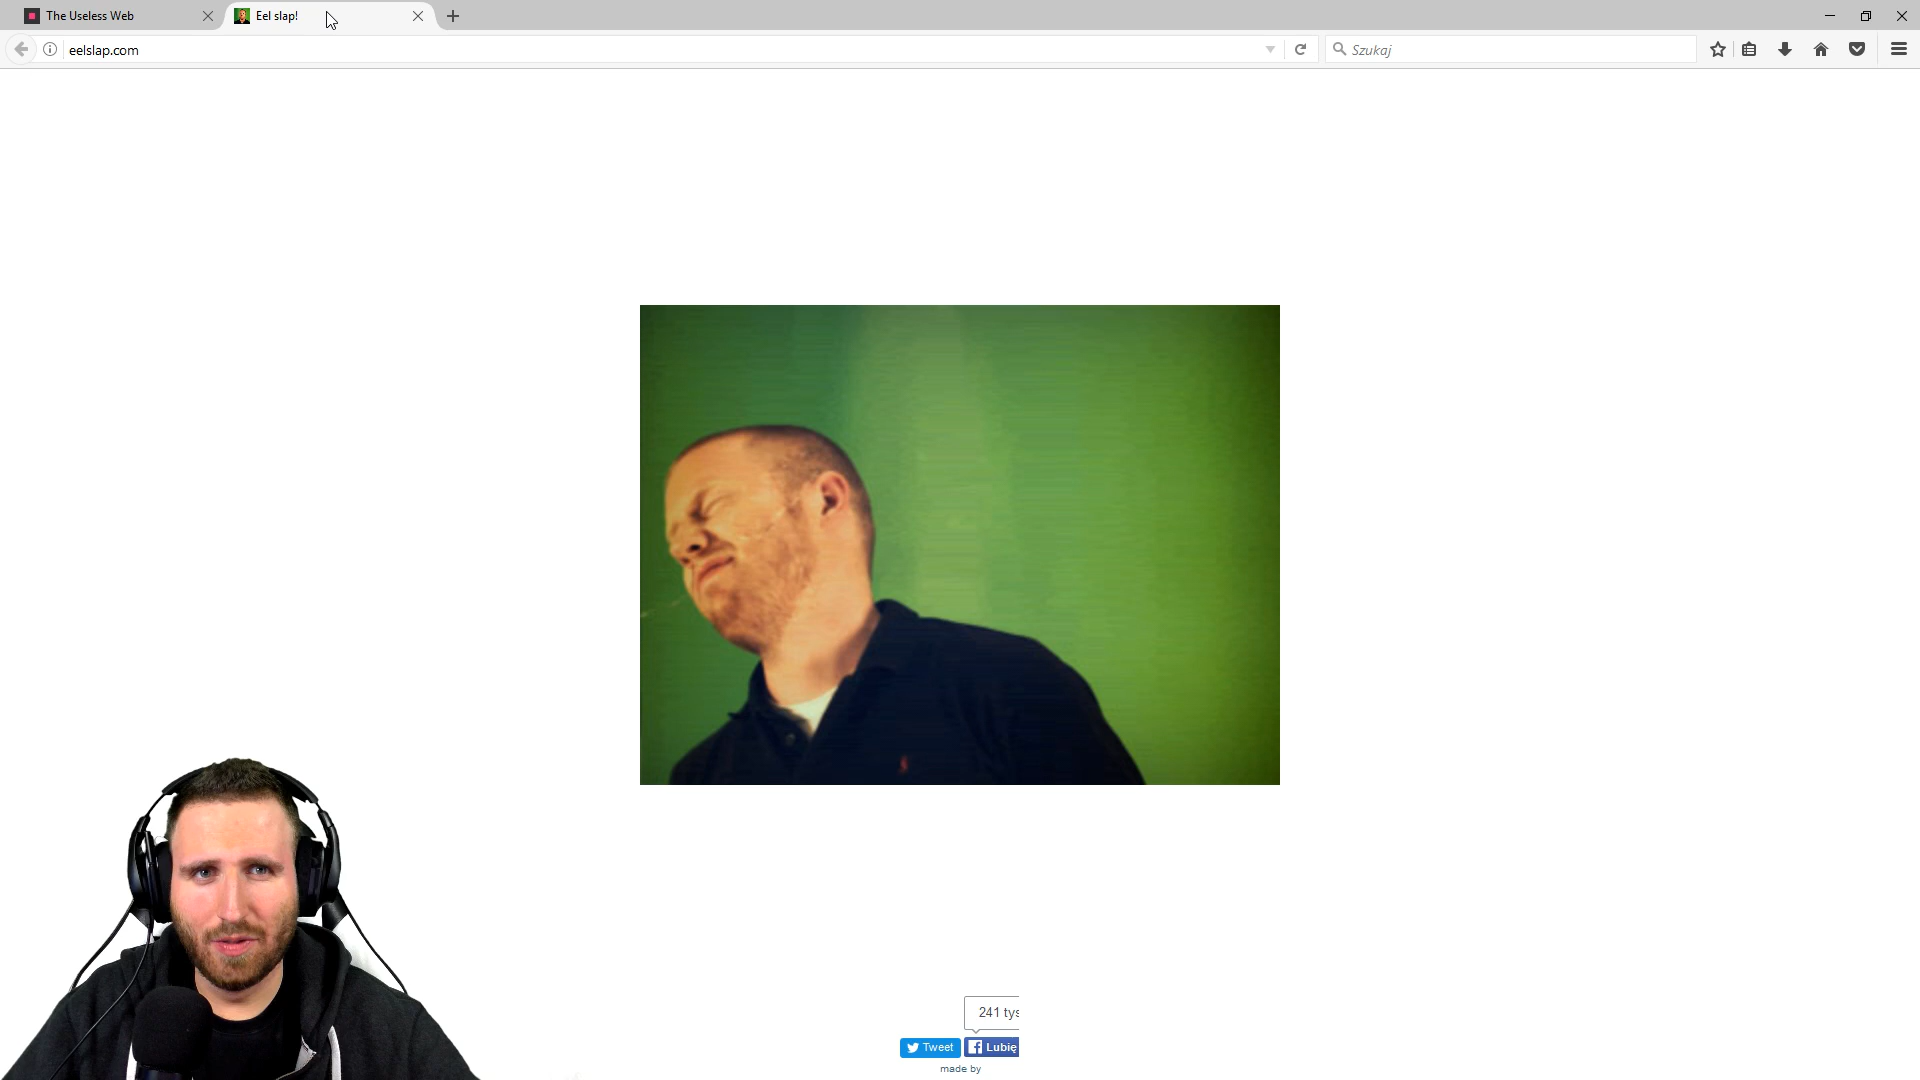 The Useless Web
Eel slap!
eelslap.com
Szukaj
241 tys
Tweet
Lubię
made by